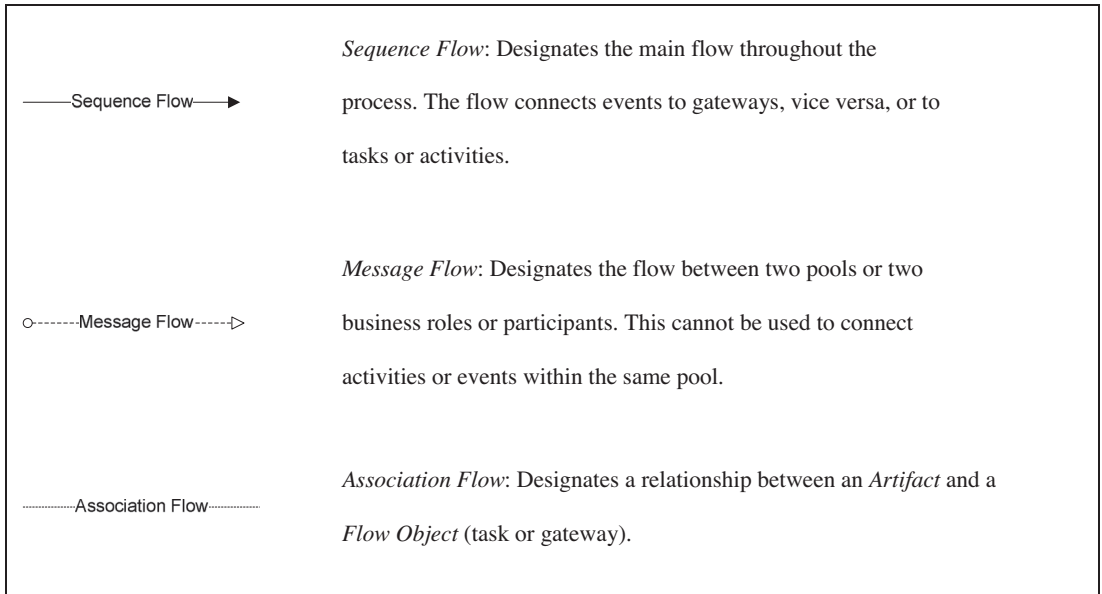 Sequence Flow: Designates the main flow throughout the
Sequence Flow
process. The flow connects events to gateways, vice versa, or to
tasks or activities.
Message Flow: Designates the flow between two pools or two
Message Flow
business roles or participants. This cannot be used to connect
activities or events within the same pool.
Association Flow: Designates a relationship between an Artifact and a
Association Flow
Flow Object (task or gateway).